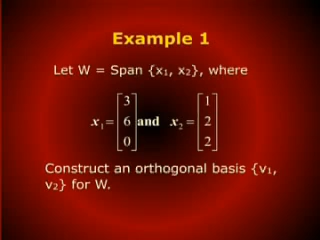 Example 1
Let W = Span {x₁, x₂}, where
x₁ = [3 6 0] and x₂ = [1 2 2]
Construct an orthogonal basis {v₁,
v₂} for W.